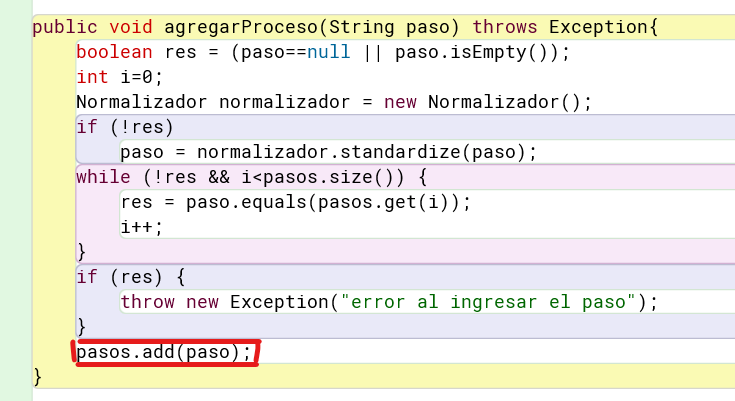 public void agregarProceso(String paso) throws Exception{
boolean res = (paso==null || paso.isEmpty());
int i=0;
Normalizador normalizador = new Normalizador();
if (!res)
paso = normalizador.standardize(paso);
while (!res && i<pasos.size()) {
res = paso.equals(pasos.get(i));
i++;
}
if (res) {
throw new Exception("error al ingresar el paso");
}
pasos.add(paso);
}